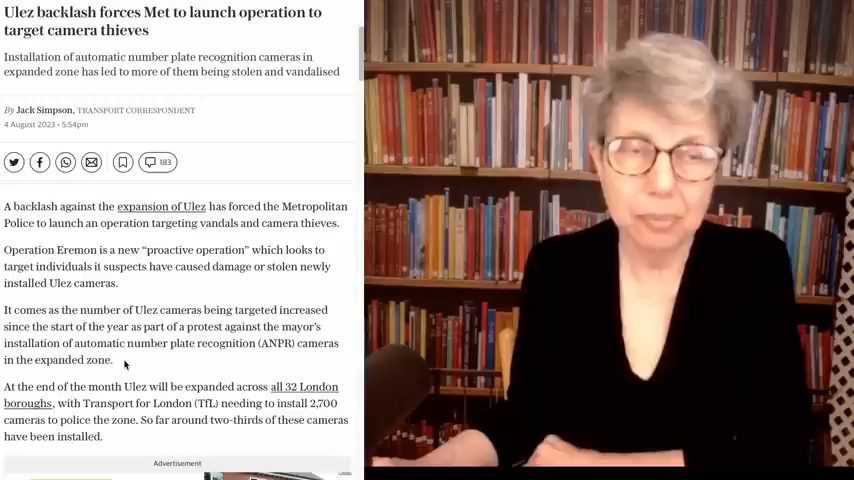 Ulez backlash forces Met to launch operation to
target camera thieves
Installation of automatic number plate recognition cameras in
expanded zone has led to more of them being stolen and vandalised
By Jack Simpson, TRANSPORT CORRESPONDENT
4 August 2023 • 5:54pm
183
A backlash against the expansion of Ulez has forced the Metropolitan
Police to launch an operation targeting vandals and camera thieves.
Operation Eremon is a new “proactive operation” which looks to
target individuals it suspects have caused damage or stolen newly
installed Ulez cameras.
It comes as the number of Ulez cameras being targeted increased
since the start of the year as part of a protest against the mayor’s
installation of automatic number plate recognition (ANPR) cameras
in the expanded zone.
At the end of the month Ulez will be expanded across all 32 London
boroughs, with Transport for London (TfL) needing to install 2,700
cameras to police the zone. So far around two-thirds of these cameras
have been installed.
Advertisement